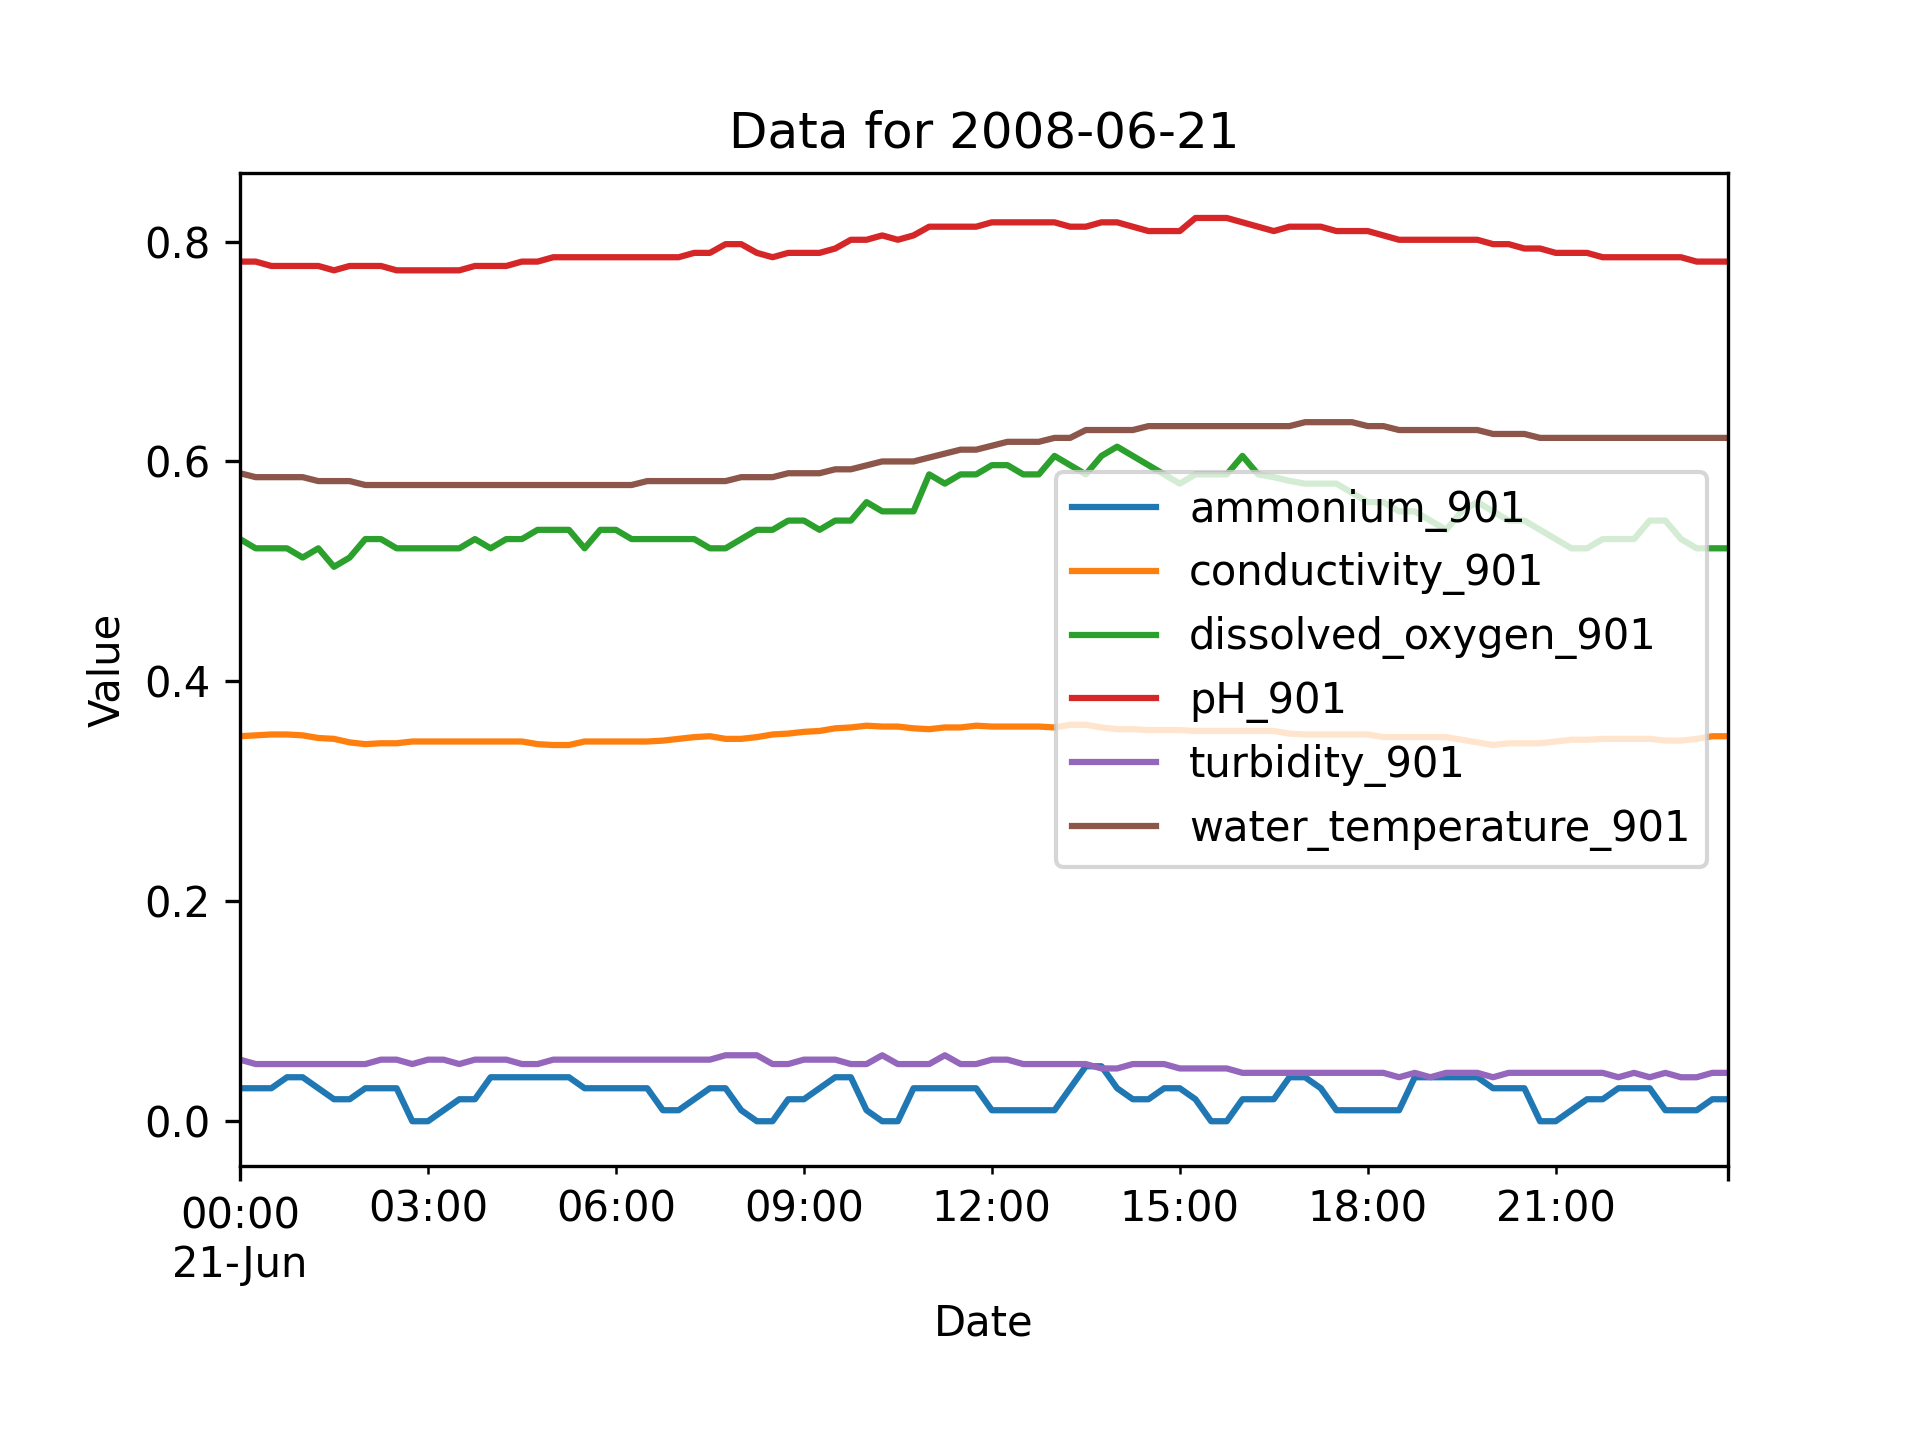 Data for 2008-06-21
Value
0.8
0.6
0.4
0.2
0.0
ammonium_901
conductivity_901
dissolved_oxygen_901
pH_901
turbidity_901
water_temperature_901
00:00 03:00 06:00 09:00 12:00 15:00 18:00 21:00
21-Jun
Date